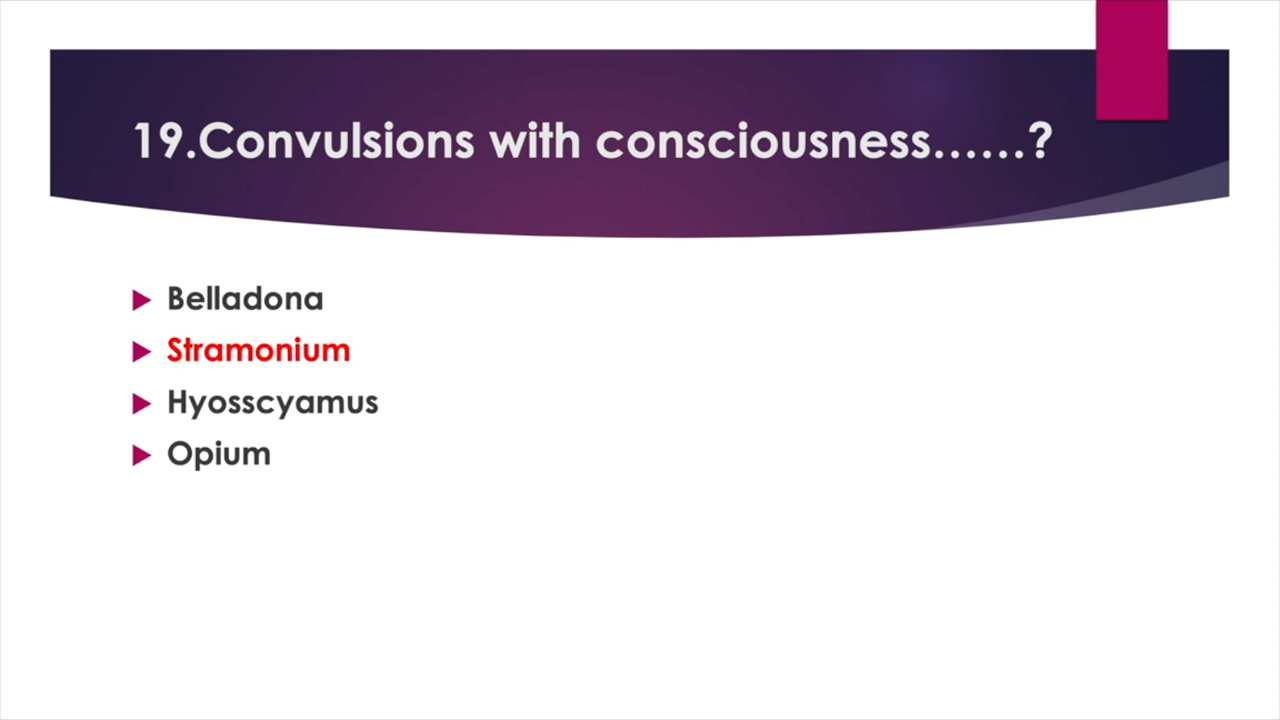 19.Convulsions with consciousness......?
Belladona
Stramonium
Hyosscyamus
Opium